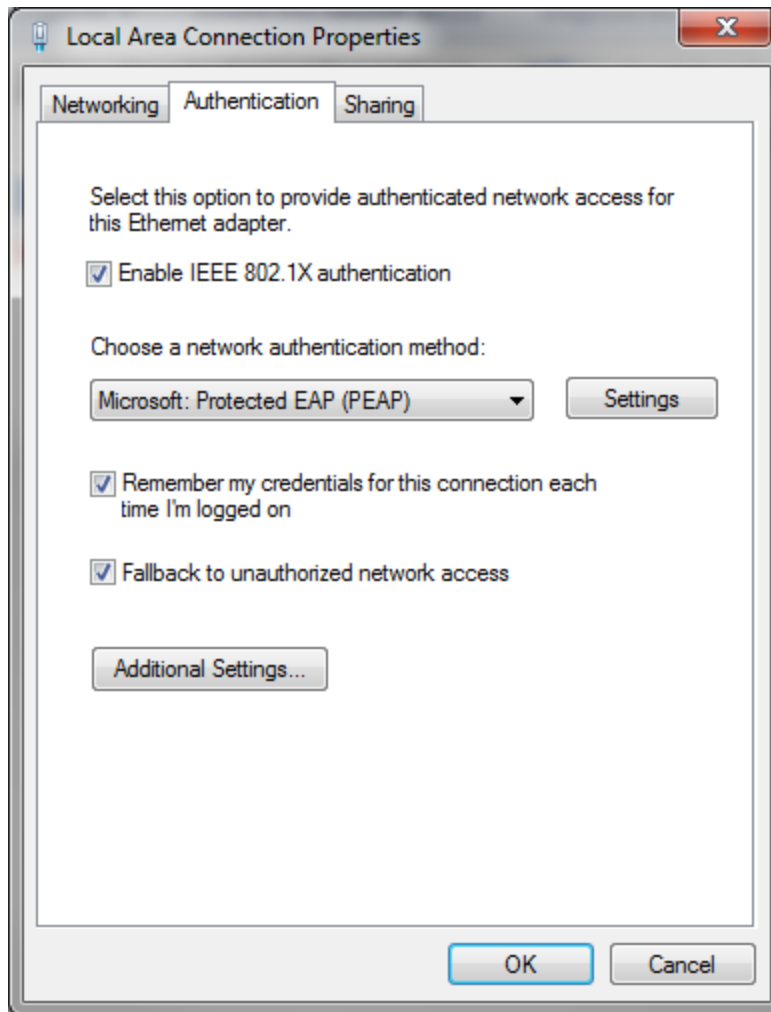 Local Area Connection Properties
Networking
Authentication
Sharing
Select this option to provide authenticated network access for
this Ethernet adapter.
Enable IEEE 802.1X authentication
Choose a network authentication method:
Microsoft: Protected EAP (PEAP)
Settings
Remember my credentials for this connection each
time I'm logged on
Fallback to unauthorized network access
Additional Settings...
OK
Cancel